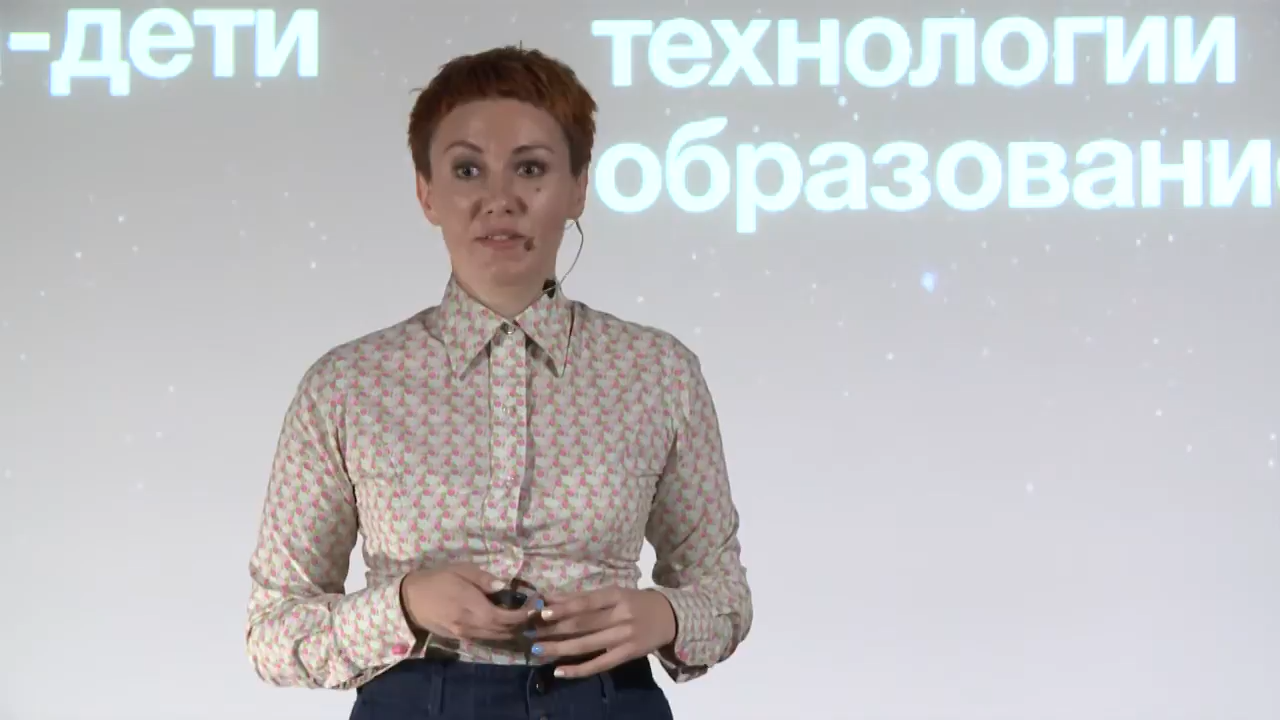 -дети
технологии
образовани